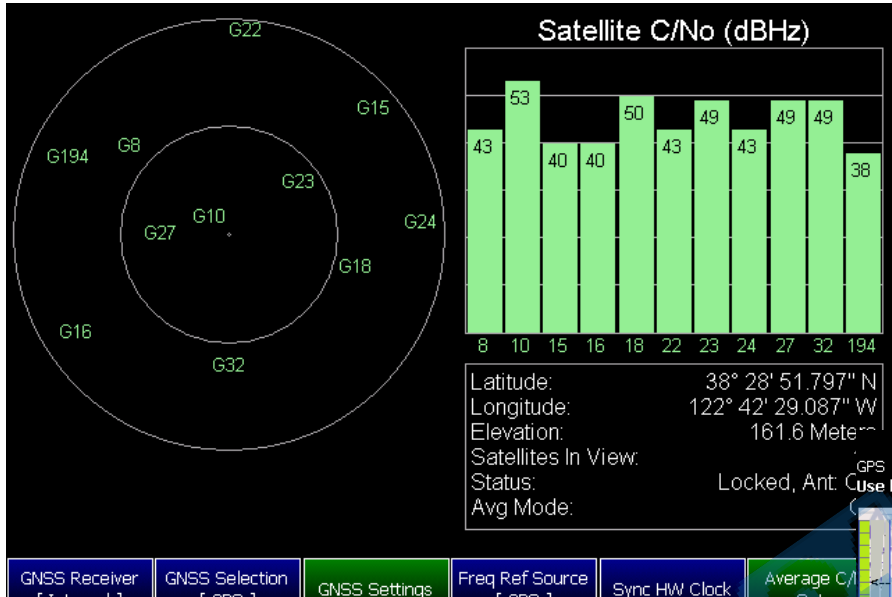 G22
G15
G194
G8
G23
G10
G27
G24
G18
G16
G32
Satellite C/No (dBHz)
43 53 40 40 50 43 49 43 49 49 38
8 10 15 16 18 22 23 24 27 32 194
Latitude: 38° 28' 51.797" N
Longitude: 122° 42' 29.087" W
Elevation: 161.6
Satellites In View:
Status: Locked, Ant:
Avg Mode:
GPS
Use
GNSS Receiver
GNSS Selection
GNSS Settings
Freq Ref Source
Sync HW Clock
Average